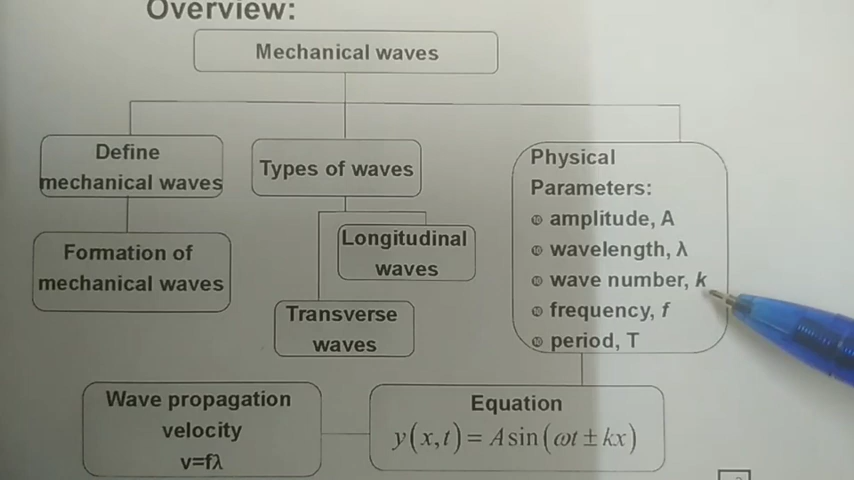 Overview:
Mechanical waves
Define
mechanical waves
Types of waves
Physical
Parameters:
amplitude, A
wavelength, λ
wave number, k
frequency, f
period, T
Formation of
mechanical waves
Longitudinal
waves
Transverse
waves
Wave propagation
velocity
v=fλ
Equation
y(x,t)= A sin(ωt ± kx)